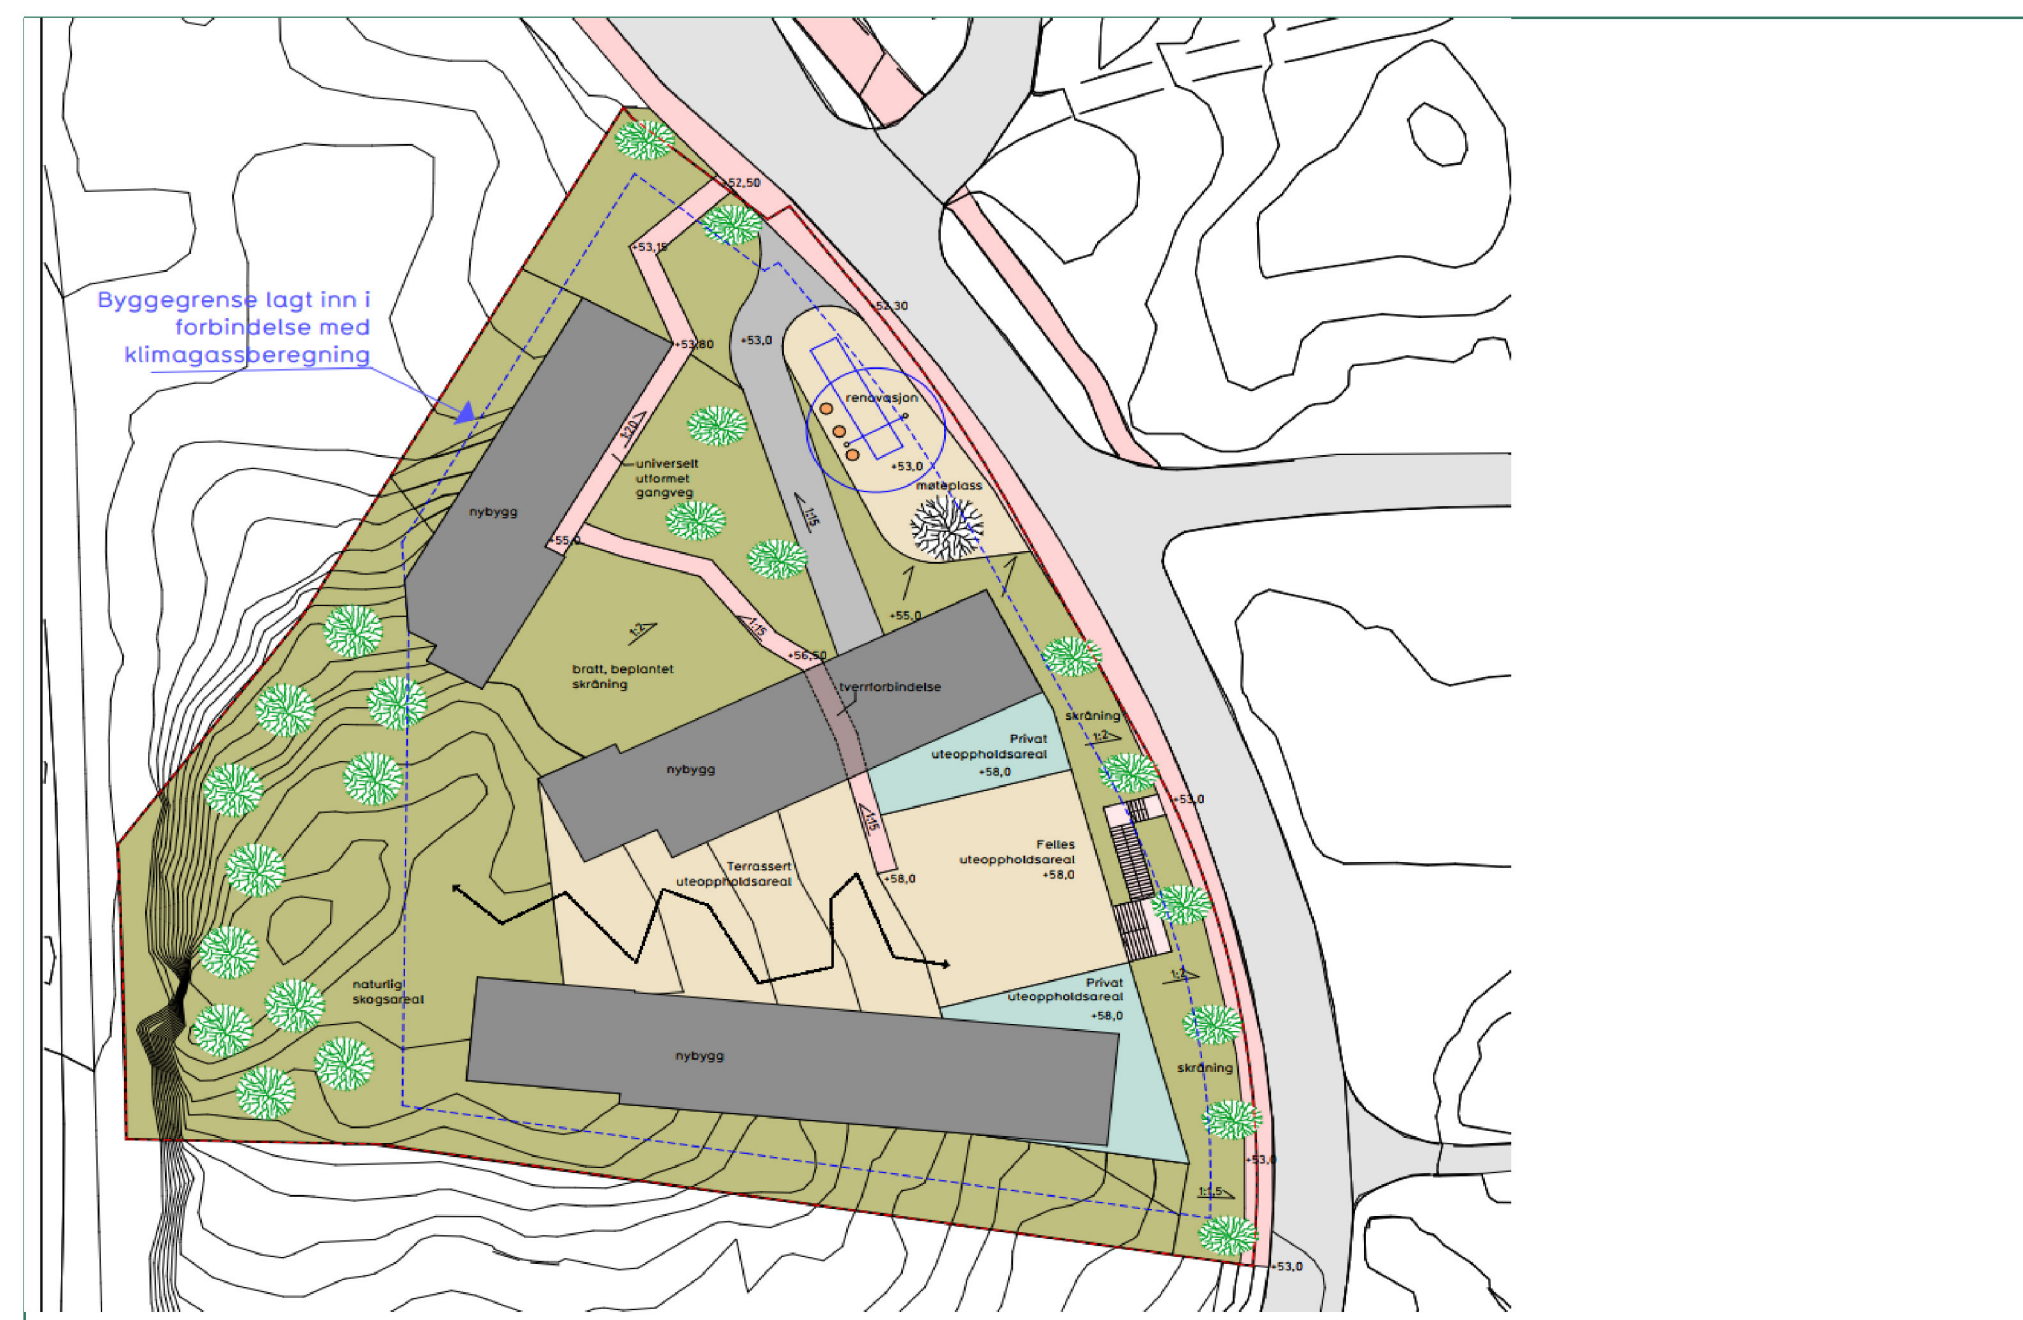 +52,50
+53,15
Byggegrense lagt inn i
forbindelse med
klimagassberegning
+52,30
+53,80
+53,0
renovasjon
1:20
universelt
utformet
gangveg
+53,0
møteplass
nybygg
1:15
+55,0
+55,0
1:2
1:15
+56,50
bratt, beplantet
skråning
tverrforbindelse
skråning
1:2
Privat
uteoppholdsareal
+58,0
nybygg
+53,0
1:15
Felles
uteoppholdsareal
+58,0
Terrassert
uteoppholdsareal
+58,0
1:2
naturlig
skogsareal
Privat
uteoppholdsareal
+58,0
nybygg
skråning
+53,0
1:1,5
+53,0